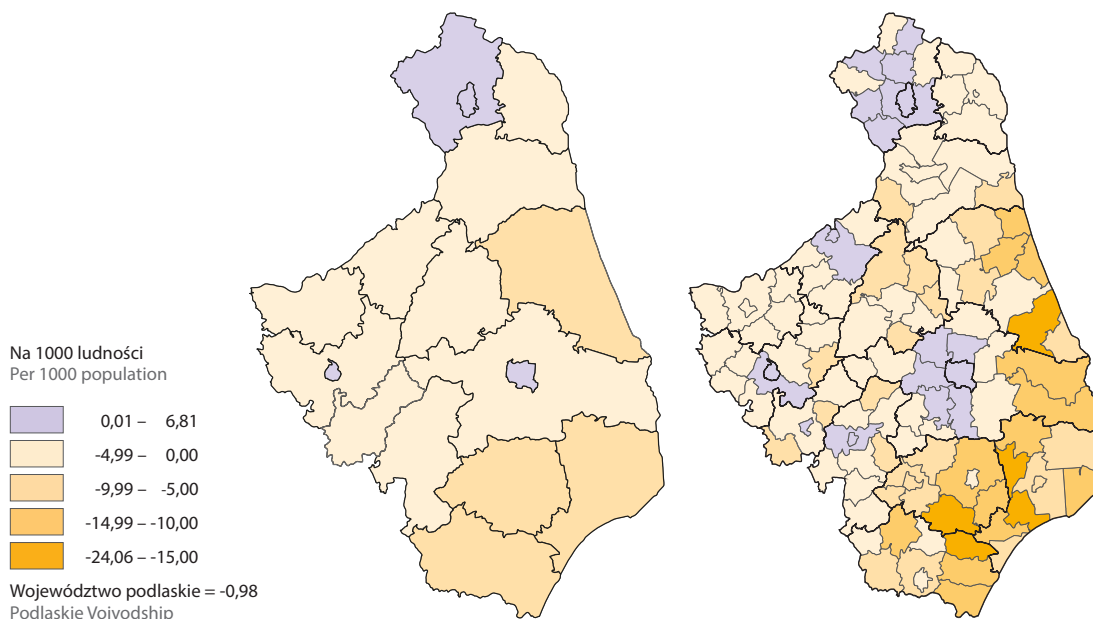 Na 1000 ludności
Per 1000 population
0,01 – 6,81
-4,99 – 0,00
-9,99 – -5,00
-14,99 – -10,00
-24,06 – -15,00
Województwo podlaskie = -0,98
Podlaskie Voivodship